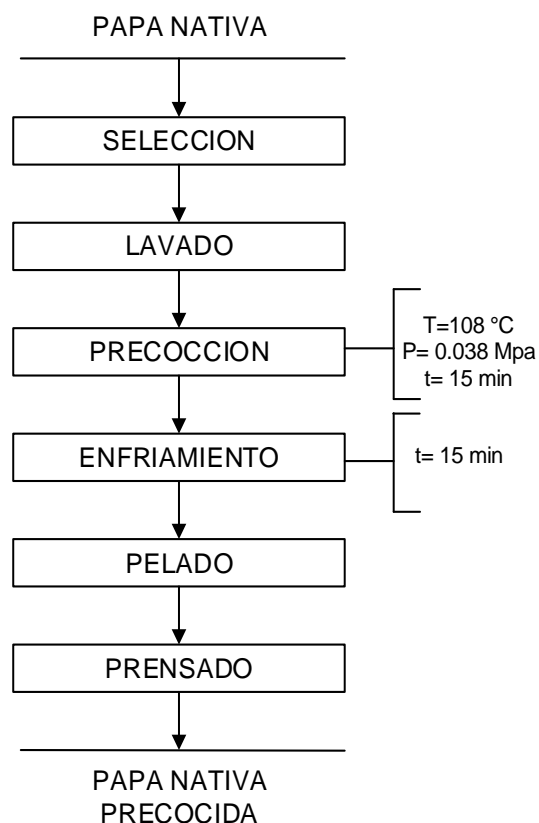 PAPA NATIVA
SELECCION
LAVADO
PRECOCCION
T=108 °C
P= 0.038 Mpa
t= 15 min
ENFRIAMIENTO
t= 15 min
PELADO
PRENSADO
PAPA NATIVA
PRECOCIDA